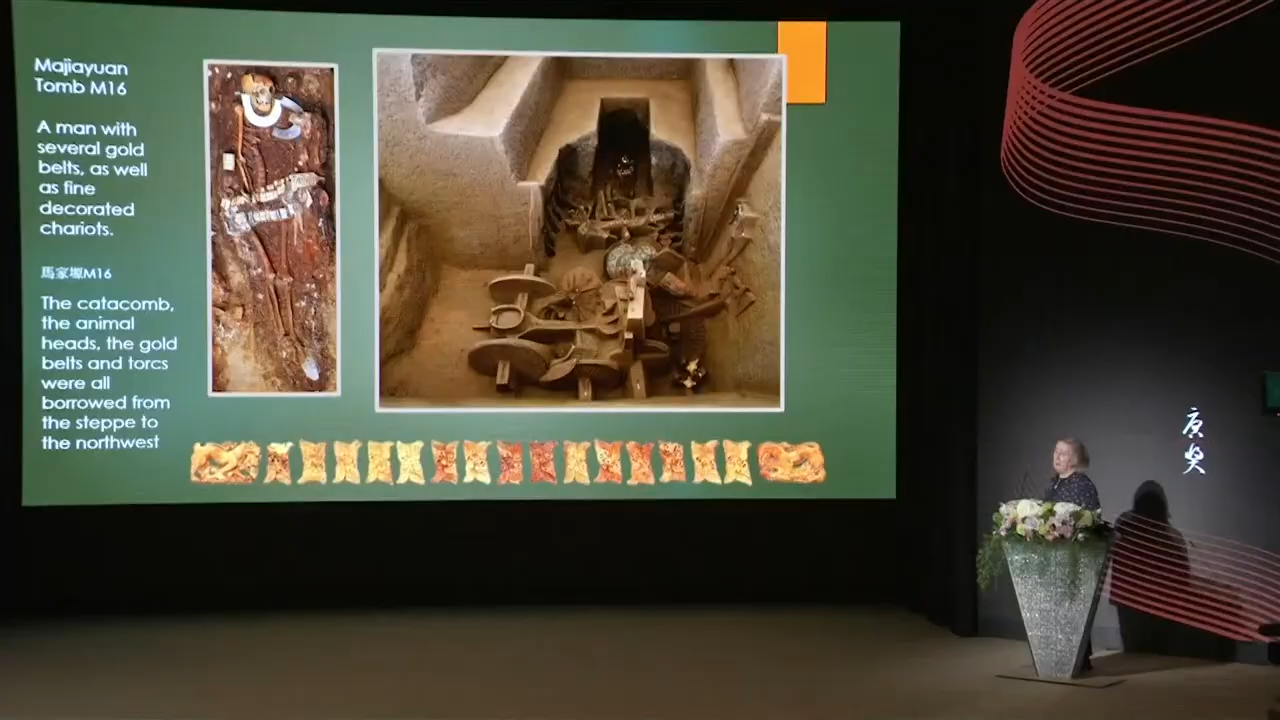 Majiayuan
Tomb M16
A man with
several gold
belts, as well
as fine
decorated
chariots.
馬家塬M16
The catacomb,
the animal
heads, the gold
belts and torcs
were all
borrowed from
the steppe to
the northwest
唐獎